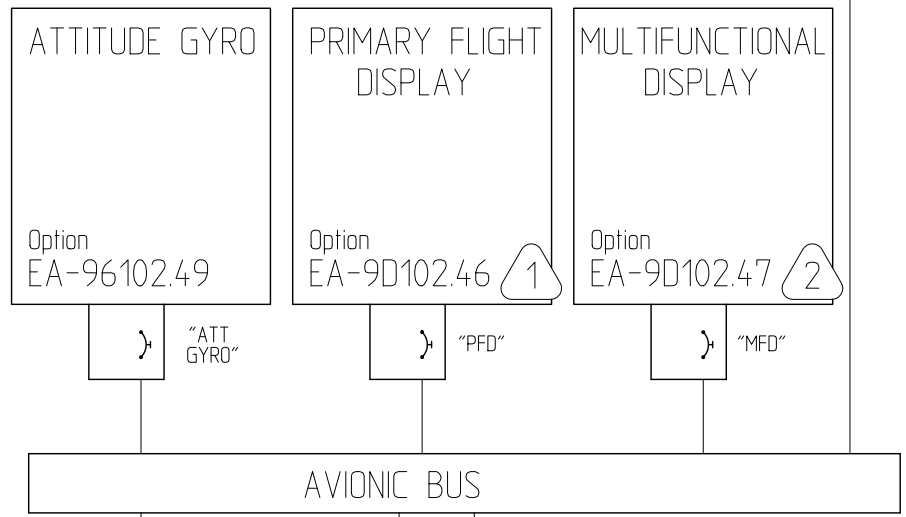 ATTITUDE GYRO
Option
EA-96102.49
"ATT
GYRO"
PRIMARY FLIGHT
DISPLAY
Option
EA-9D102.46
1
"PFD"
MULTIFUNCTIONAL
DISPLAY
Option
EA-9D102.47
2
"MFD"
AVIONIC BUS